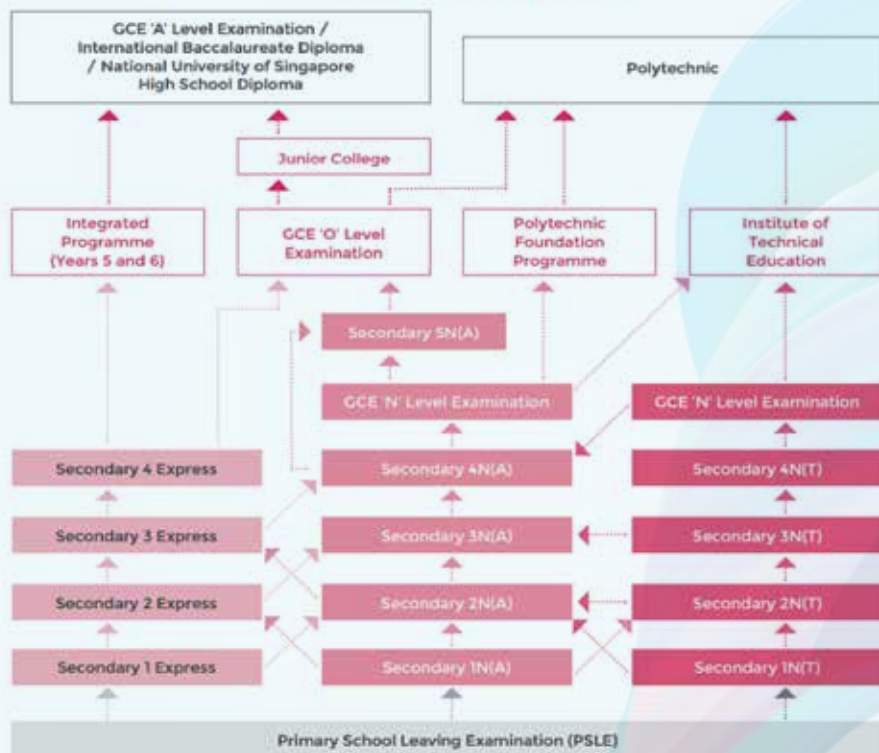 GCE 'A' Level Examination /
International Baccalaureate Diploma
/ National University of Singapore
High School Diploma
Polytechnic
Junior College
Integrated
Programme
(Years 5 and 6)
GCE 'O' Level
Examination
Polytechnic
Foundation
Programme
Institute of
Technical
Education
Secondary 5N(A)
GCE 'N' Level Examination
GCE 'N' Level Examination
Secondary 4 Express
Secondary 4N(A)
Secondary 4N(T)
Secondary 3 Express
Secondary 3N(A)
Secondary 3N(T)
Secondary 2 Express
Secondary 2N(A)
Secondary 2N(T)
Secondary 1 Express
Secondary 1N(A)
Secondary 1N(T)
Primary School Leaving Examination (PSLE)